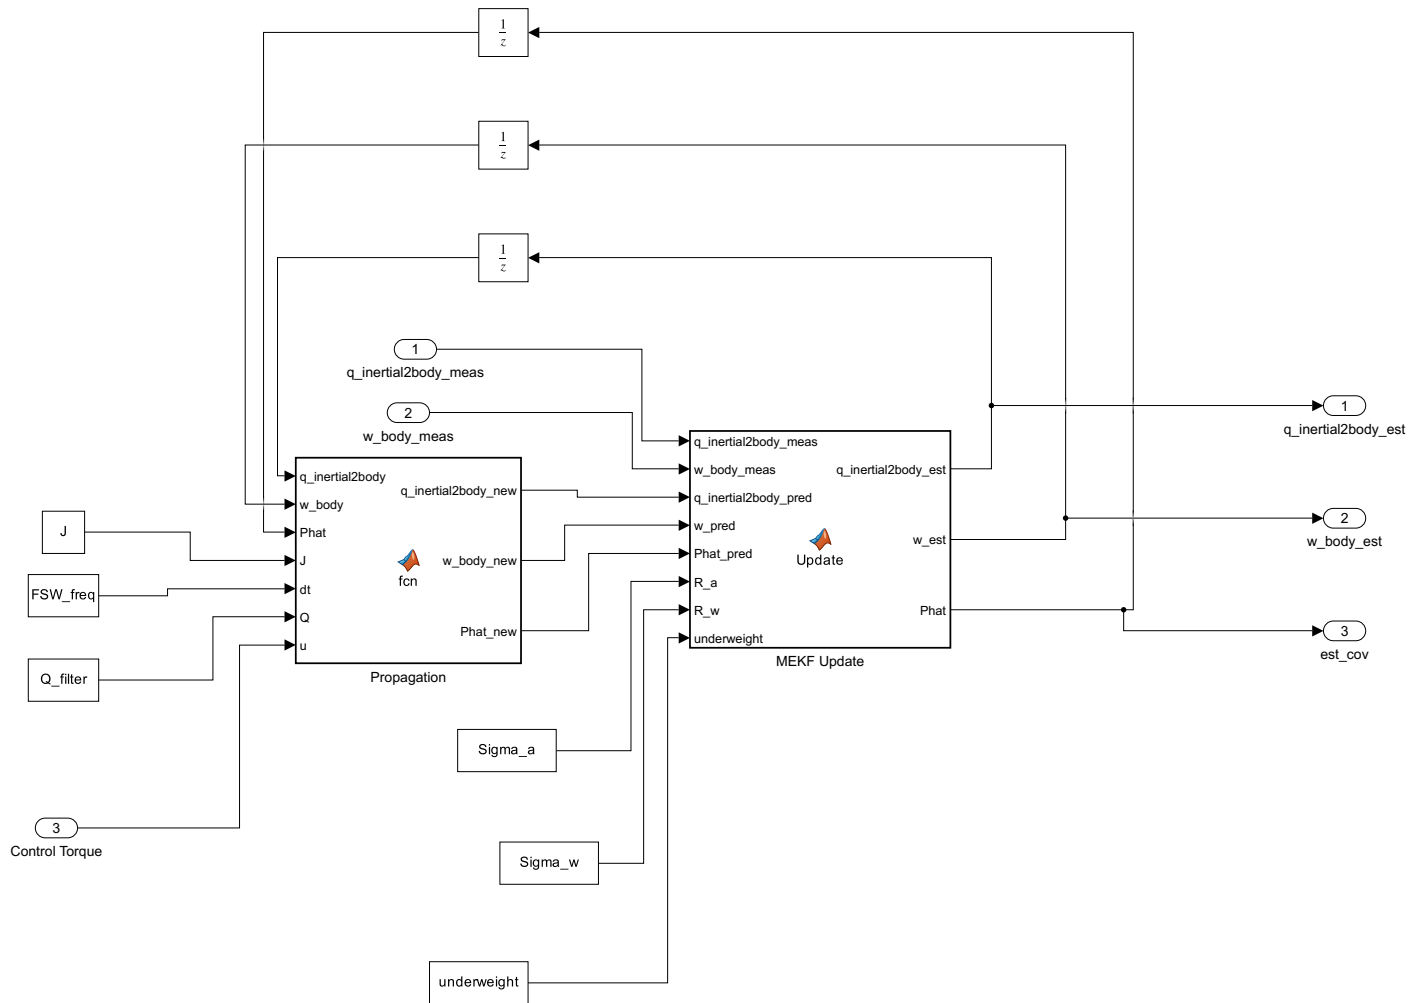 1
z
1
z
1
z
1
q_inertial2body_meas
2
w_body_meas
1
q_inertial2body_est
2
w_body_est
3
est_cov
J
FSW_freq
Q_filter
3
Control Torque
q_inertial2body
w_body
Phat
J
dt
Q
u
fcn
q_inertial2body_new
w_body_new
Phat_new
Propagation
q_inertial2body_meas
w_body_meas
q_inertial2body_pred
w_pred
Phat_pred
R_a
R_w
underweight
Update
q_inertial2body_est
w_est
Phat
MEKF Update
Sigma_a
Sigma_w
underweight